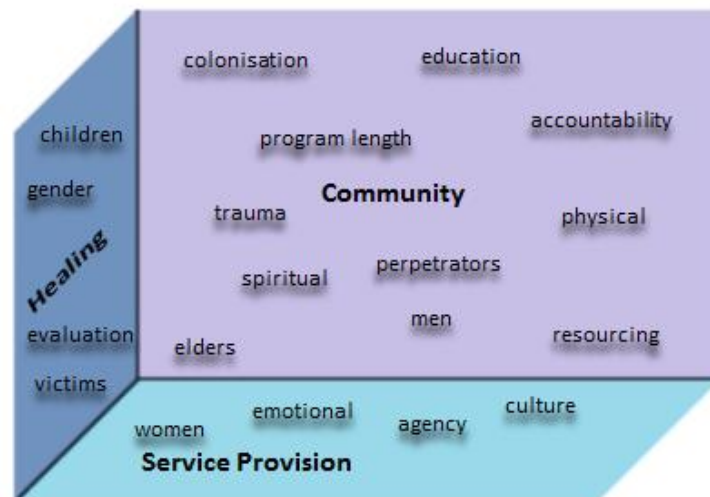 colonisation
education
children
program length
accountability
gender
Community
trauma
physical
Healing
spiritual
perpetrators
men
evaluation
elders
resourcing
victims
emotional
culture
women
agency
Service Provision